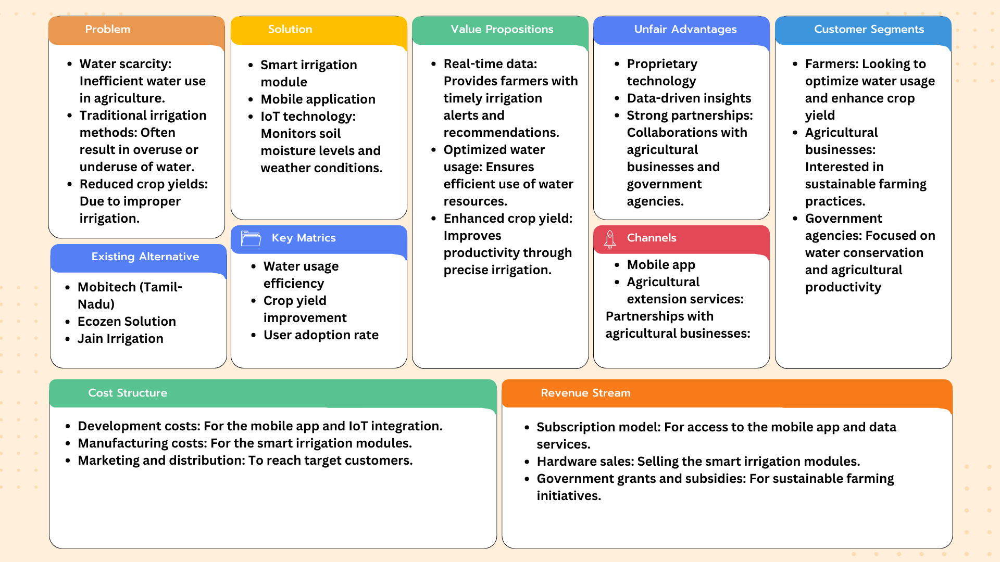 Problem
• Water scarcity:
Inefficient water use
in agriculture.
• Traditional irrigation
methods: Often
result in overuse or
underuse of water.
• Reduced crop yields:
Due to improper
irrigation.
Existing Alternative
• Mobitech (Tamil-
Nadu)
• Ecozen Solution
• Jain Irrigation
Solution
• Smart irrigation
module
• Mobile application
• IoT technology:
Monitors soil
moisture levels and
weather conditions.
Key Matrics
• Water usage
efficiency
• Crop yield
improvement
• User adoption rate
Value Propositions
• Real-time data:
Provides farmers with
timely irrigation
alerts and
recommendations.
• Optimized water
usage: Ensures
efficient use of water
resources.
• Enhanced crop yield:
Improves
productivity through
precise irrigation.
Unfair Advantages
• Proprietary
technology
• Data-driven insights
• Strong partnerships:
Collaborations with
agricultural
businesses and
government
agencies.
Channels
• Mobile app
• Agricultural
extension services:
Partnerships with
agricultural businesses:
Customer Segments
• Farmers: Looking to
optimize water usage
and enhance crop
yield
• Agricultural
businesses:
Interested in
sustainable farming
practices.
• Government
agencies: Focused on
water conservation
and agricultural
productivity
Cost Structure
• Development costs: For the mobile app and IoT integration.
• Manufacturing costs: For the smart irrigation modules.
• Marketing and distribution: To reach target customers.
Revenue Stream
• Subscription model: For access to the mobile app and data
services.
• Hardware sales: Selling the smart irrigation modules.
• Government grants and subsidies: For sustainable farming
initiatives.